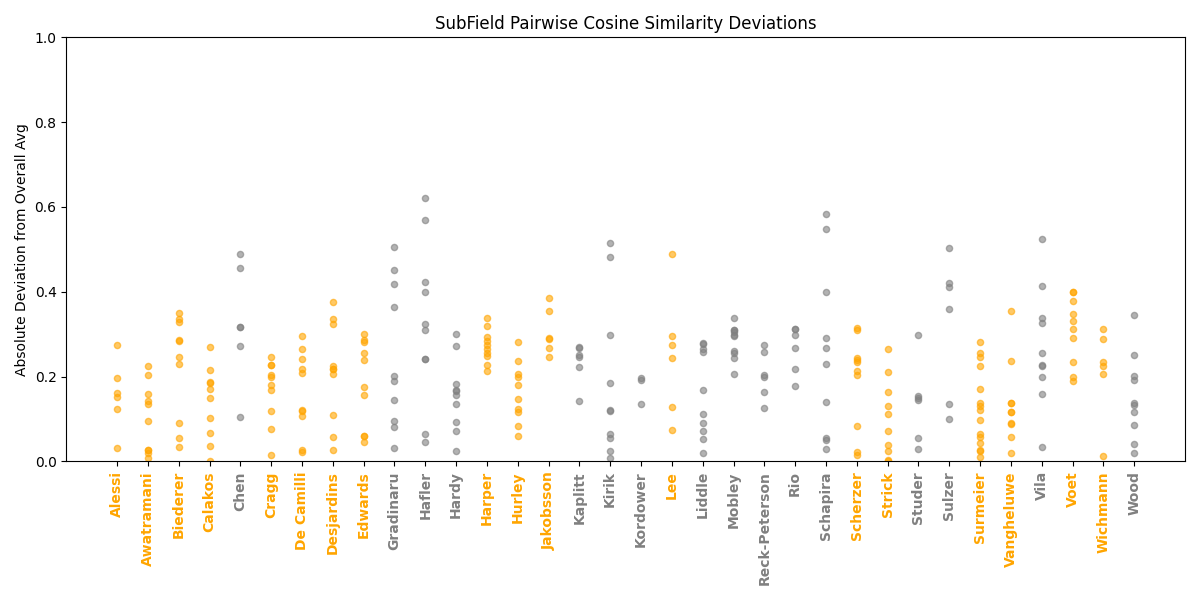 SubField Pairwise Cosine Similarity Deviations
Absolute Deviation from Overall Avg
1.0
0.8
0.6
0.4
0.2
0.0
Alessi
Awatramani
Biederer
Calakos
Chen
Cragg
De Camilli
Desjardins
Edwards
Gradinaru
Hafler
Hardy
Harper
Hurley
Jakobsson
Kaplitt
Kirik
Kordower
Lee
Liddle
Mobley
Reck-Peterson
Rio
Schapira
Scherzer
Strick
Studer
Sulzer
Surmeier
Vangheluwe
Vila
Voet
Wichmann
Wood